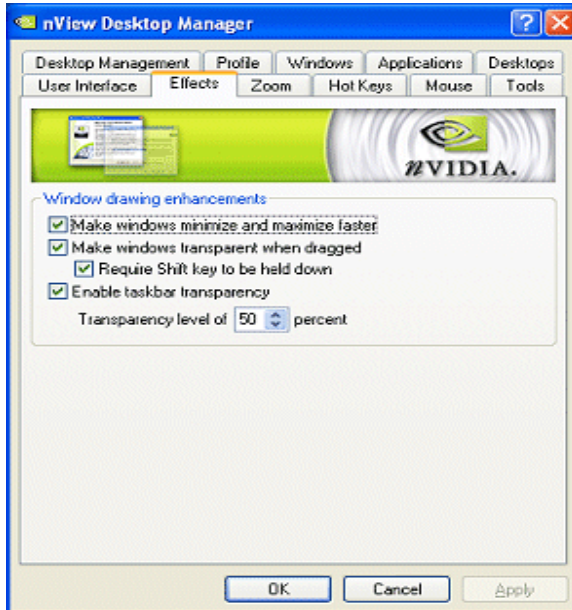 nView Desktop Manager
Desktop Management Profile Windows Applications Desktops
User Interface Effects Zoom Hot Keys Mouse Tools
nVIDIA.
Window drawing enhancements
Make windows minimize and maximize faster
Make windows transparent when dragged
Require Shift key to be held down
Enable taskbar transparency
Transparency level of 50 percent
OK Cancel Apply